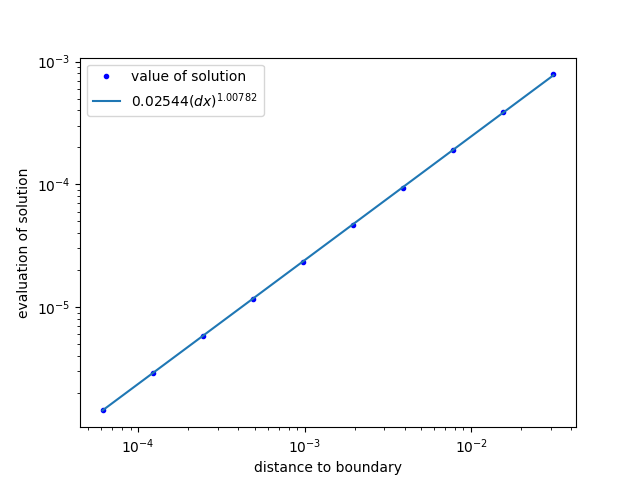 10^{-3}
value of solution
0.02544(dx)^{1.00782}
10^{-4}
evaluation of solution
10^{-5}
10^{-4}
10^{-3}
10^{-2}
distance to boundary